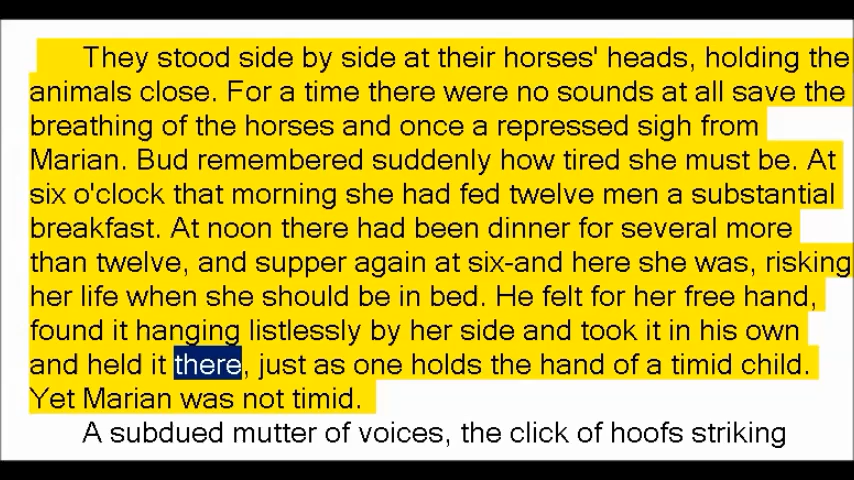 They stood side by side at their horses' heads, holding the
animals close. For a time there were no sounds at all save the
breathing of the horses and once a repressed sigh from
Marian. Bud remembered suddenly how tired she must be. At
six o'clock that morning she had fed twelve men a substantial
breakfast. At noon there had been dinner for several more
than twelve, and supper again at six-and here she was, risking
her life when she should be in bed. He felt for her free hand,
found it hanging listlessly by her side and took it in his own
and held it there, just as one holds the hand of a timid child.
Yet Marian was not timid.
A subdued mutter of voices, the click of hoofs striking